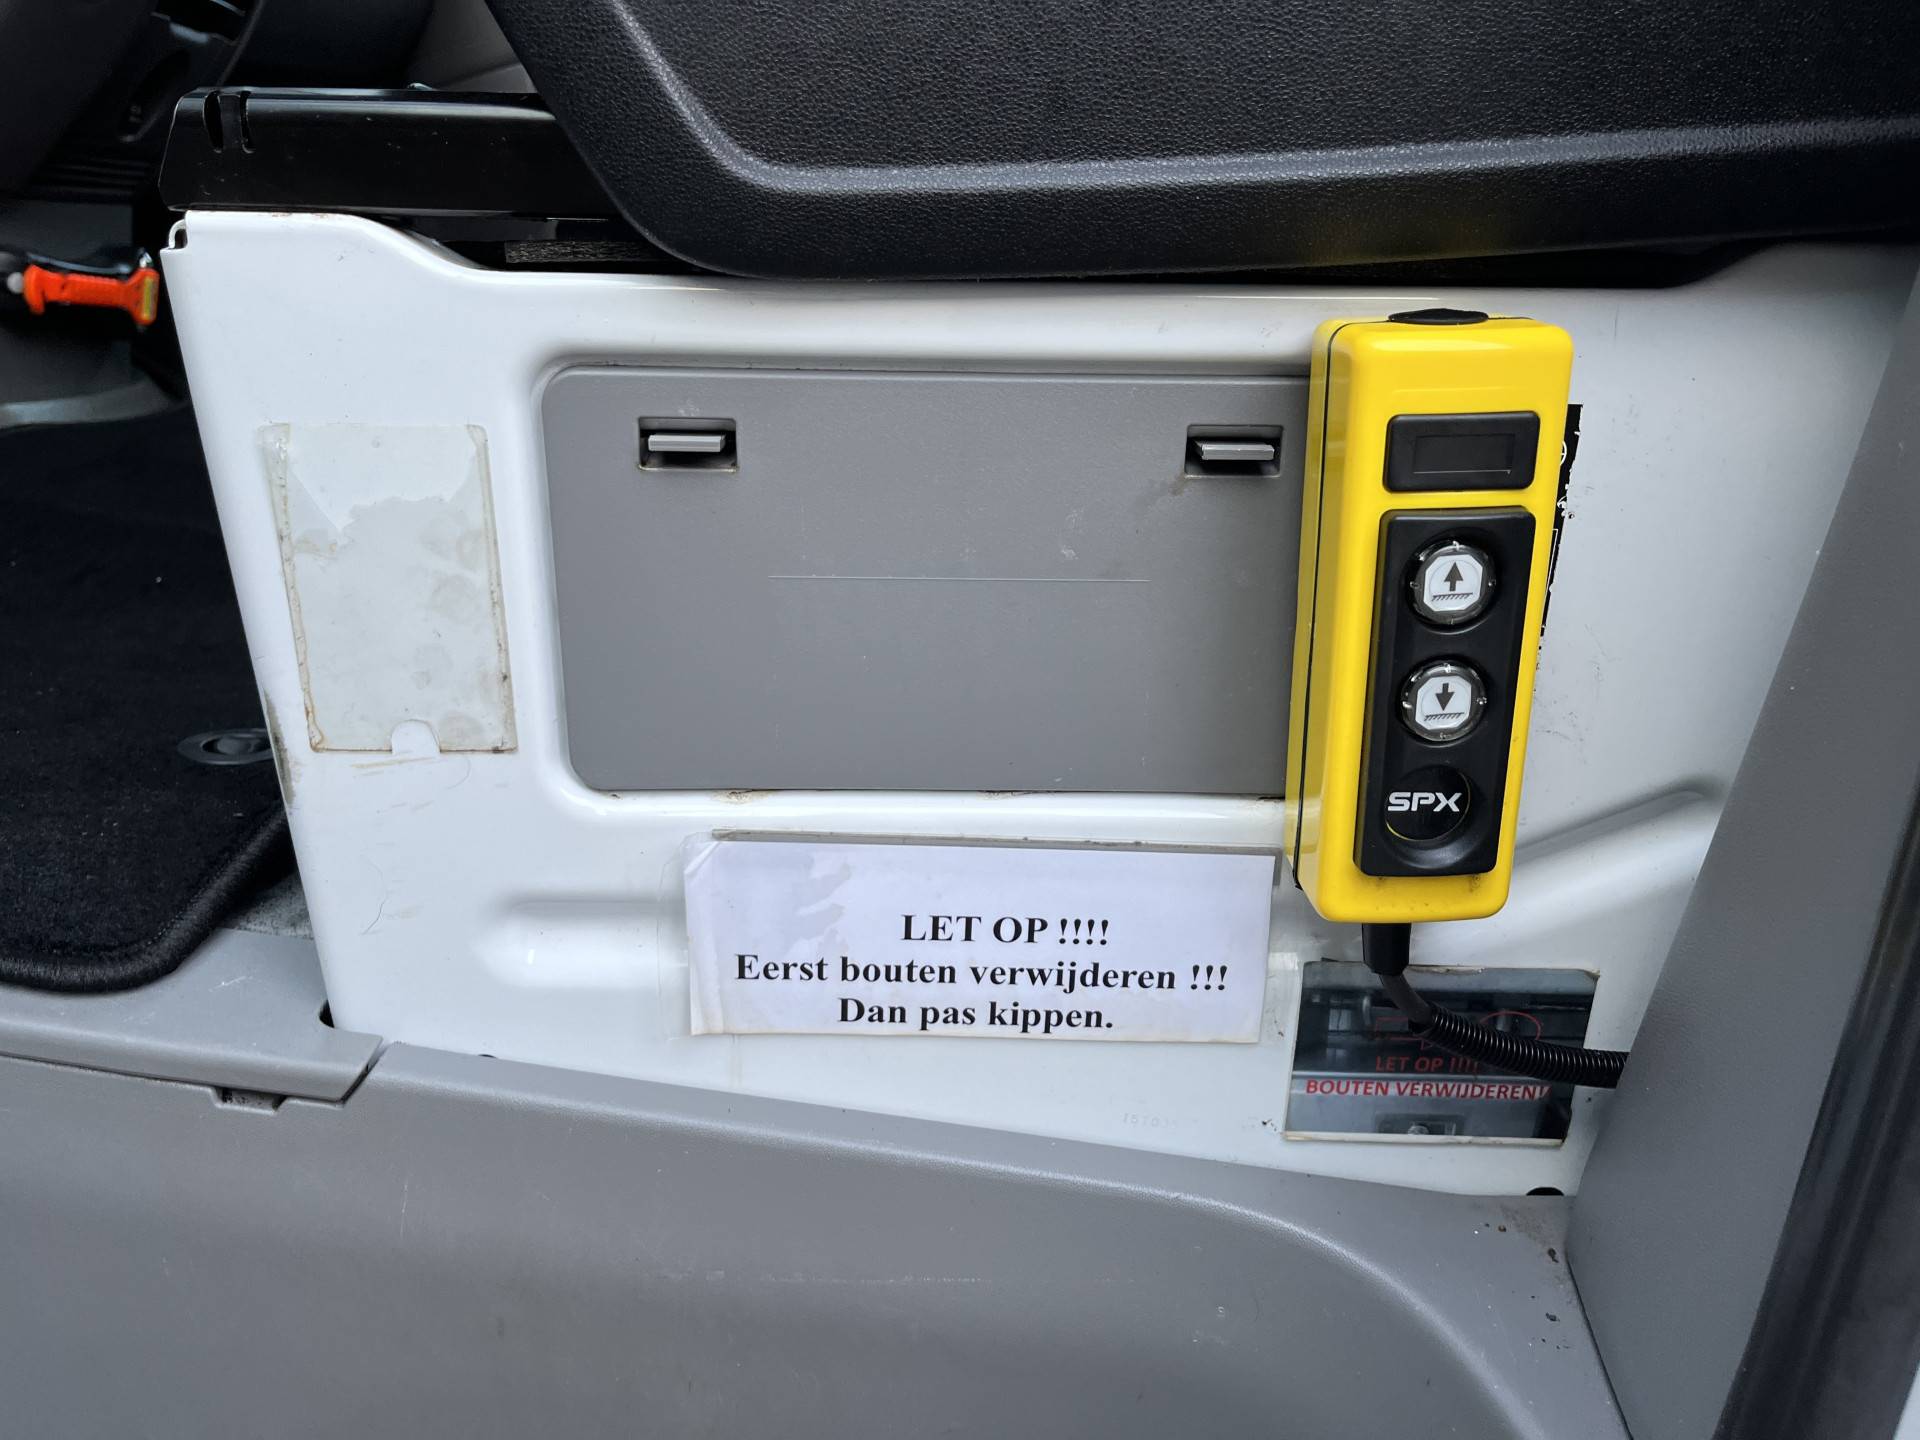 SPX
LET OP !!!!
Eerst bouten verwijderen !!!
Dan pas kippen.
LET OP !!!!
BOUTEN VERWIJDEREN!